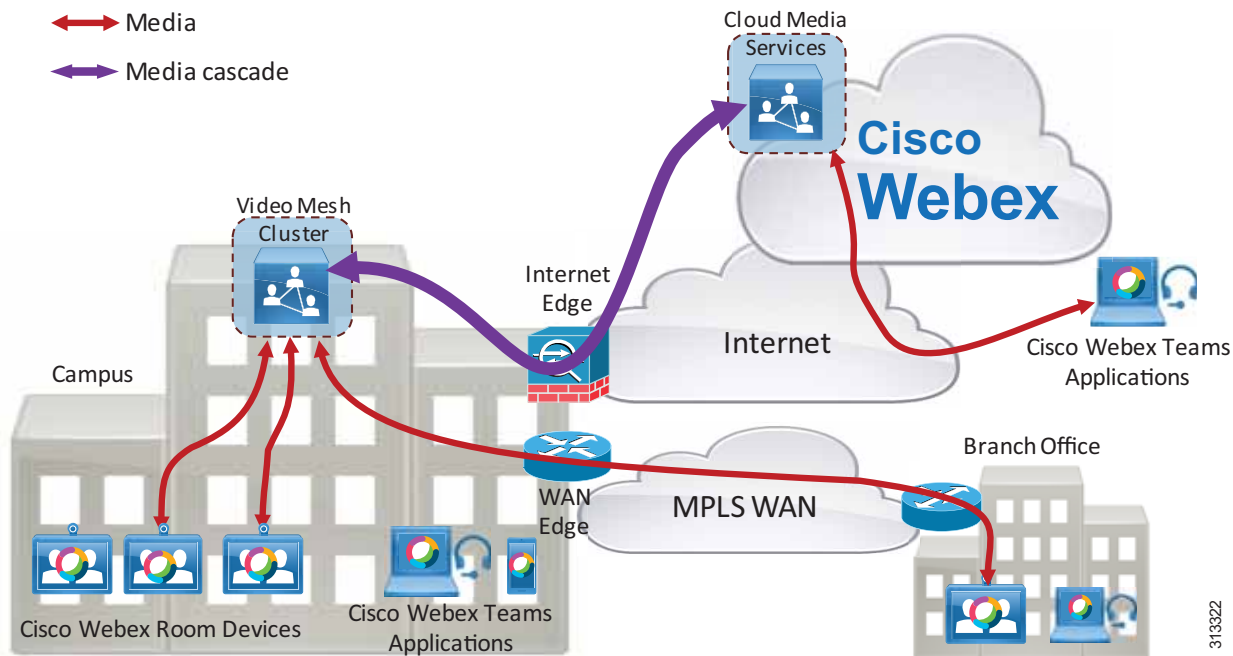 Media
Media cascade
Cloud Media
Services
Cisco
Webex
Video Mesh
Cluster
Internet
Edge
Internet
Cisco Webex Teams
Applications
Campus
WAN
Edge
MPLS WAN
Branch Office
Cisco Webex Room Devices
Cisco Webex Teams
Applications
313322